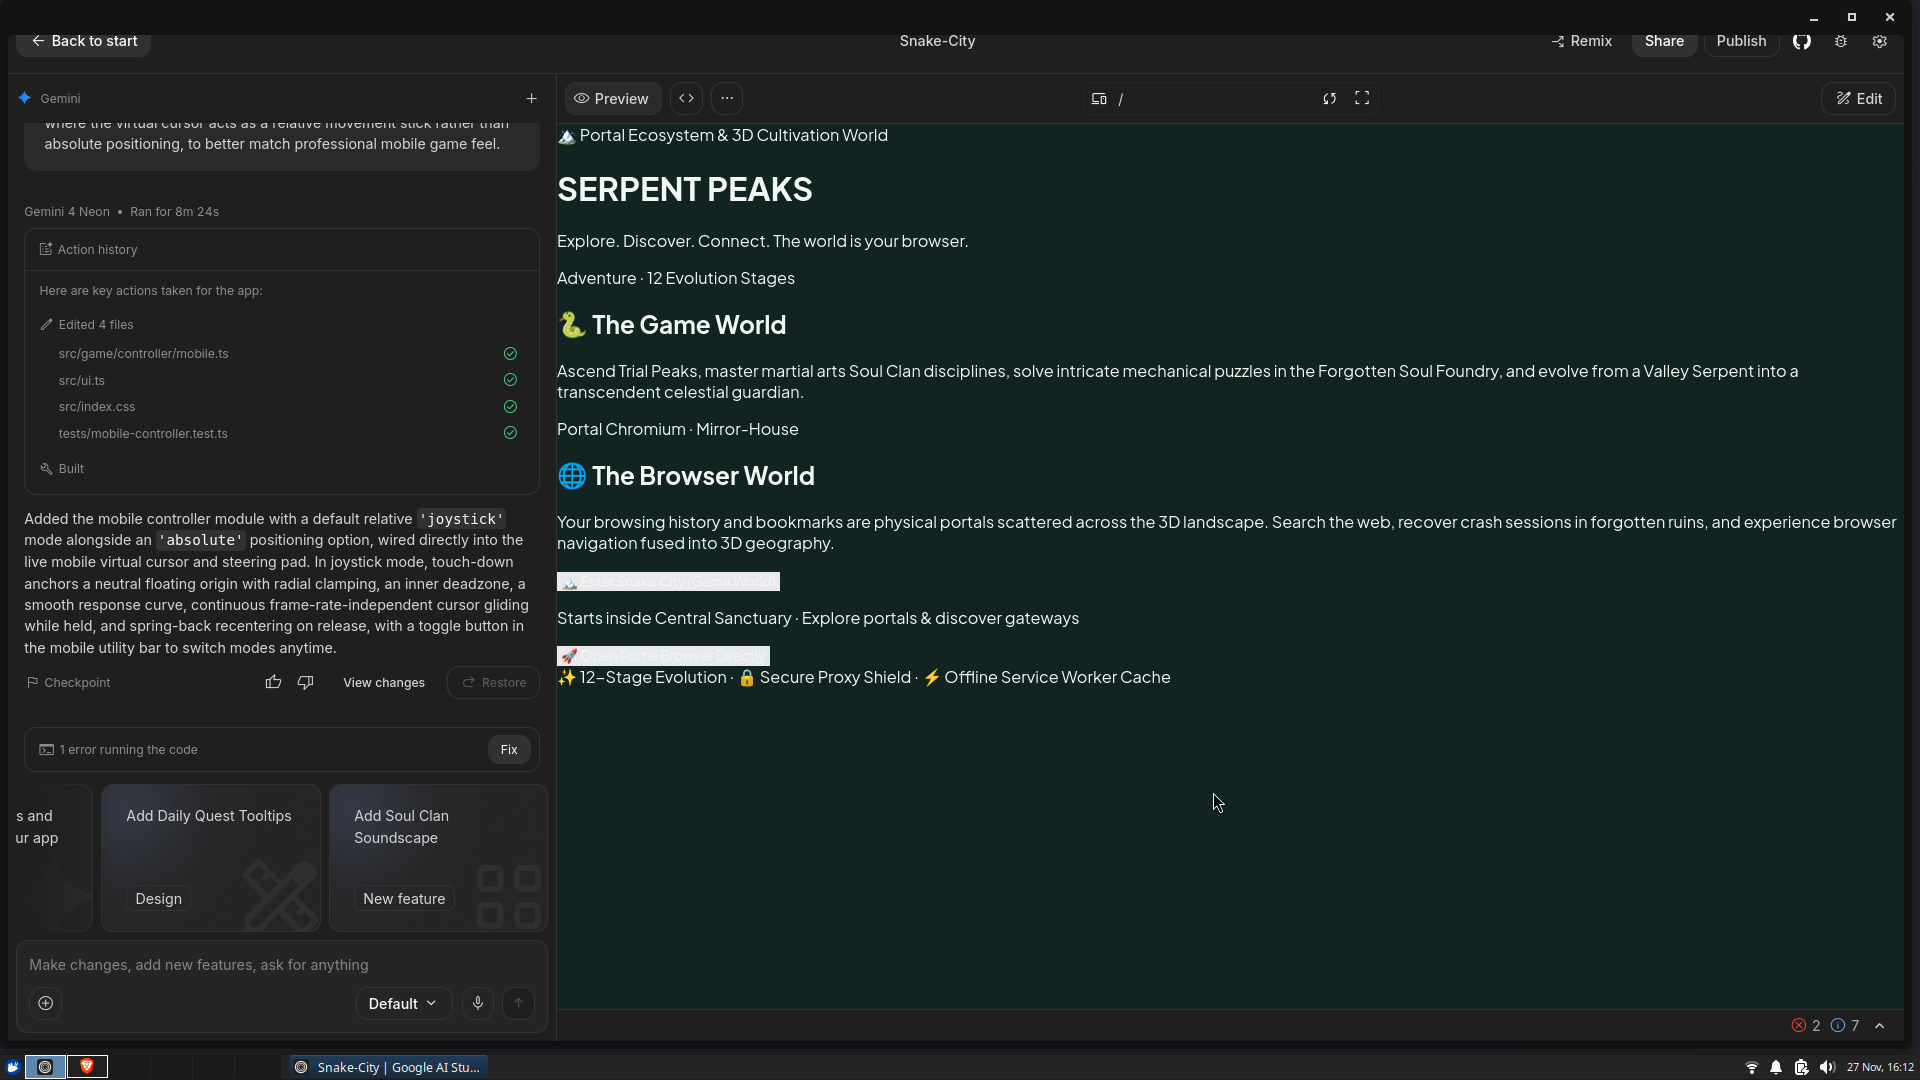 Back to start
Snake-City
Remix
Share
Publish
Gemini
where the virtual cursor acts as a relative movement stick rather than
absolute positioning, to better match professional mobile game feel.
Gemini 4 Neon • Ran for 8m 24s
Action history
Here are key actions taken for the app:
Edited 4 files
src/game/controller/mobile.ts
src/ui.ts
src/index.css
tests/mobile-controller.test.ts
Built
Added the mobile controller module with a default relative 'joystick'
mode alongside an 'absolute' positioning option, wired directly into the
live mobile virtual cursor and steering pad. In joystick mode, touch-down
anchors a neutral floating origin with radial clamping, an inner deadzone, a
smooth response curve, continuous frame-rate-independent cursor gliding
while held, and spring-back recentering on release, with a toggle button in
the mobile utility bar to switch modes anytime.
Checkpoint
View changes
Restore
1 error running the code
Fix
s and
ur app
Add Daily Quest Tooltips
Design
Add Soul Clan
Soundscape
New feature
Make changes, add new features, ask for anything
Default
Preview
/
Edit
🏔️ Portal Ecosystem & 3D Cultivation World
SERPENT PEAKS
Explore. Discover. Connect. The world is your browser.
Adventure · 12 Evolution Stages
🐍 The Game World
Ascend Trial Peaks, master martial arts Soul Clan disciplines, solve intricate mechanical puzzles in the Forgotten Soul Foundry, and evolve from a Valley Serpent into a
transcendent celestial guardian.
Portal Chromium · Mirror-House
🌐 The Browser World
Your browsing history and bookmarks are physical portals scattered across the 3D landscape. Search the web, recover crash sessions in forgotten ruins, and experience browser
navigation fused into 3D geography.
🏔️ Enter Snake City (Game World)
Starts inside Central Sanctuary · Explore portals & discover gateways
🚀 Open Portal Browser Directly
✨ 12-Stage Evolution · 🔒 Secure Proxy Shield · ⚡ Offline Service Worker Cache
2
7
Snake-City | Google AI Stu...
27 Nov, 16:12